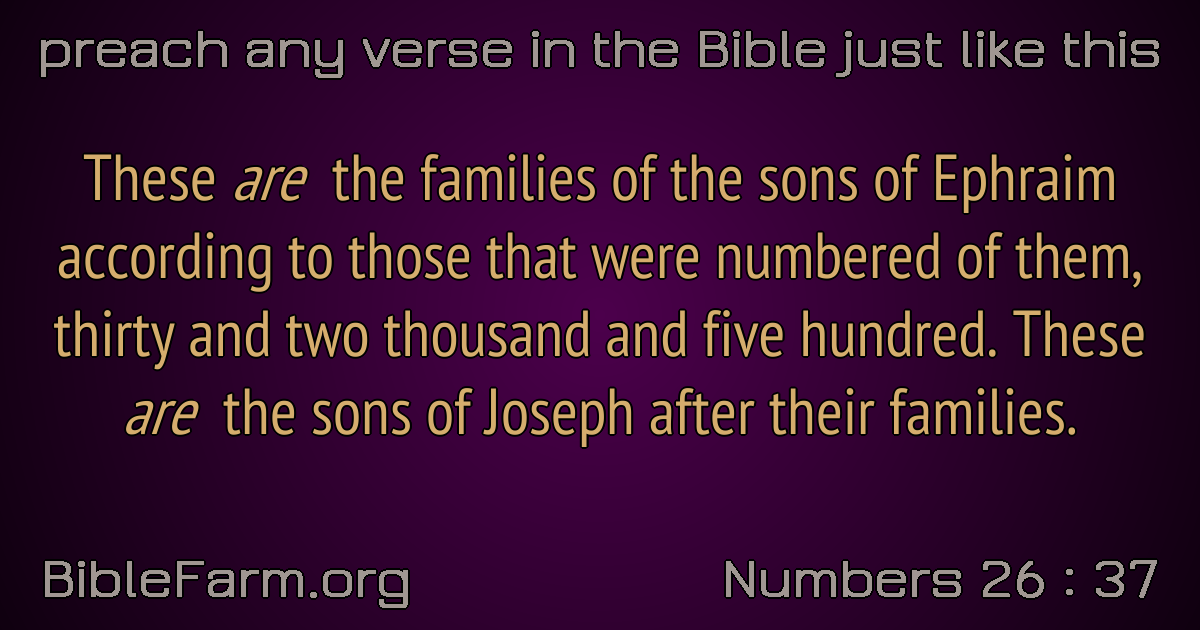 preach any verse in the Bible just like this
These are the families of the sons of Ephraim
according to those that were numbered of them,
thirty and two thousand and five hundred. These
are the sons of Joseph after their families.
BibleFarm.org
Numbers 26 : 37